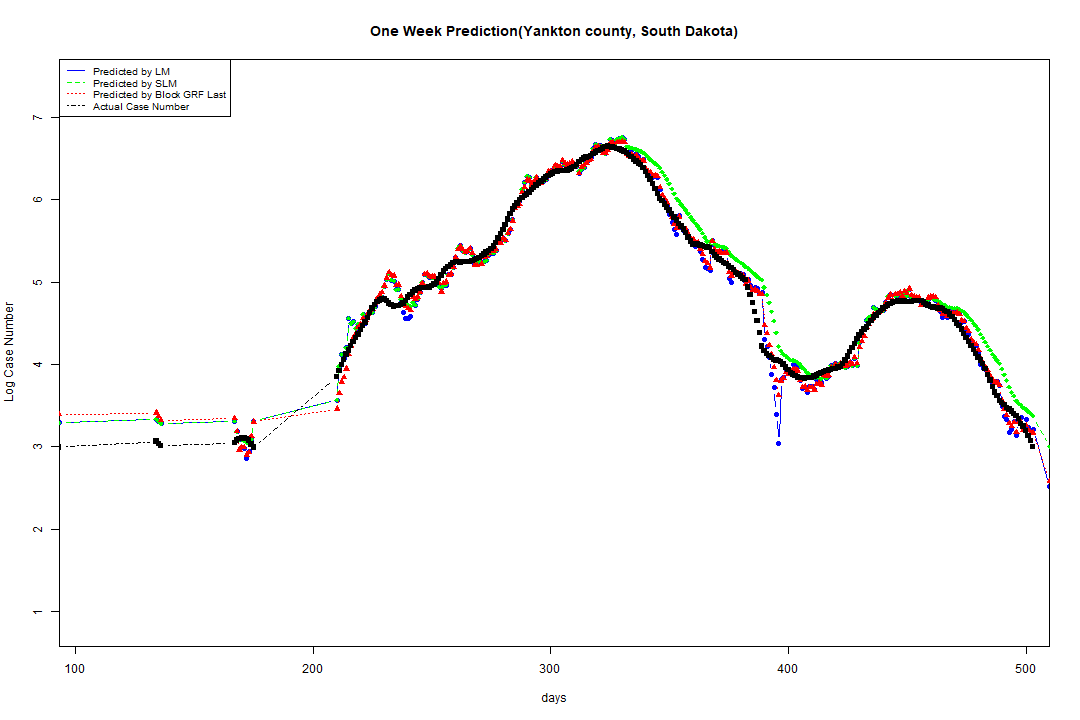 One Week Prediction(Yankton county, South Dakota)
Predicted by LM
Predicted by SLM
Predicted by Block GRF Last
Actual Case Number
7
6
5
4
3
2
1
Log Case Number
100 200 300 400 500
days